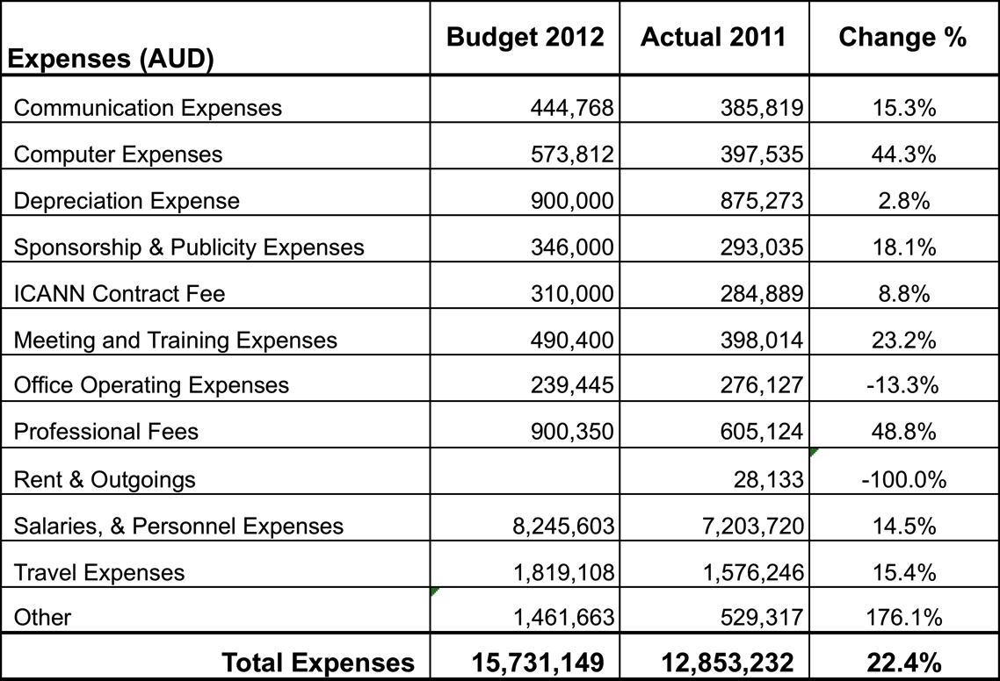 Expenses (AUD) Budget 2012 Actual 2011 Change %
Communication Expenses 444,768 385,819 15.3%
Computer Expenses 573,812 397,535 44.3%
Depreciation Expense 900,000 875,273 2.8%
Sponsorship & Publicity Expenses 346,000 293,035 18.1%
ICANN Contract Fee 310,000 284,889 8.8%
Meeting and Training Expenses 490,400 398,014 23.2%
Office Operating Expenses 239,445 276,127 -13.3%
Professional Fees 900,350 605,124 48.8%
Rent & Outgoings 28,133 -100.0%
Salaries, & Personnel Expenses 8,245,603 7,203,720 14.5%
Travel Expenses 1,819,108 1,576,246 15.4%
Other 1,461,663 529,317 176.1%
Total Expenses 15,731,149 12,853,232 22.4%